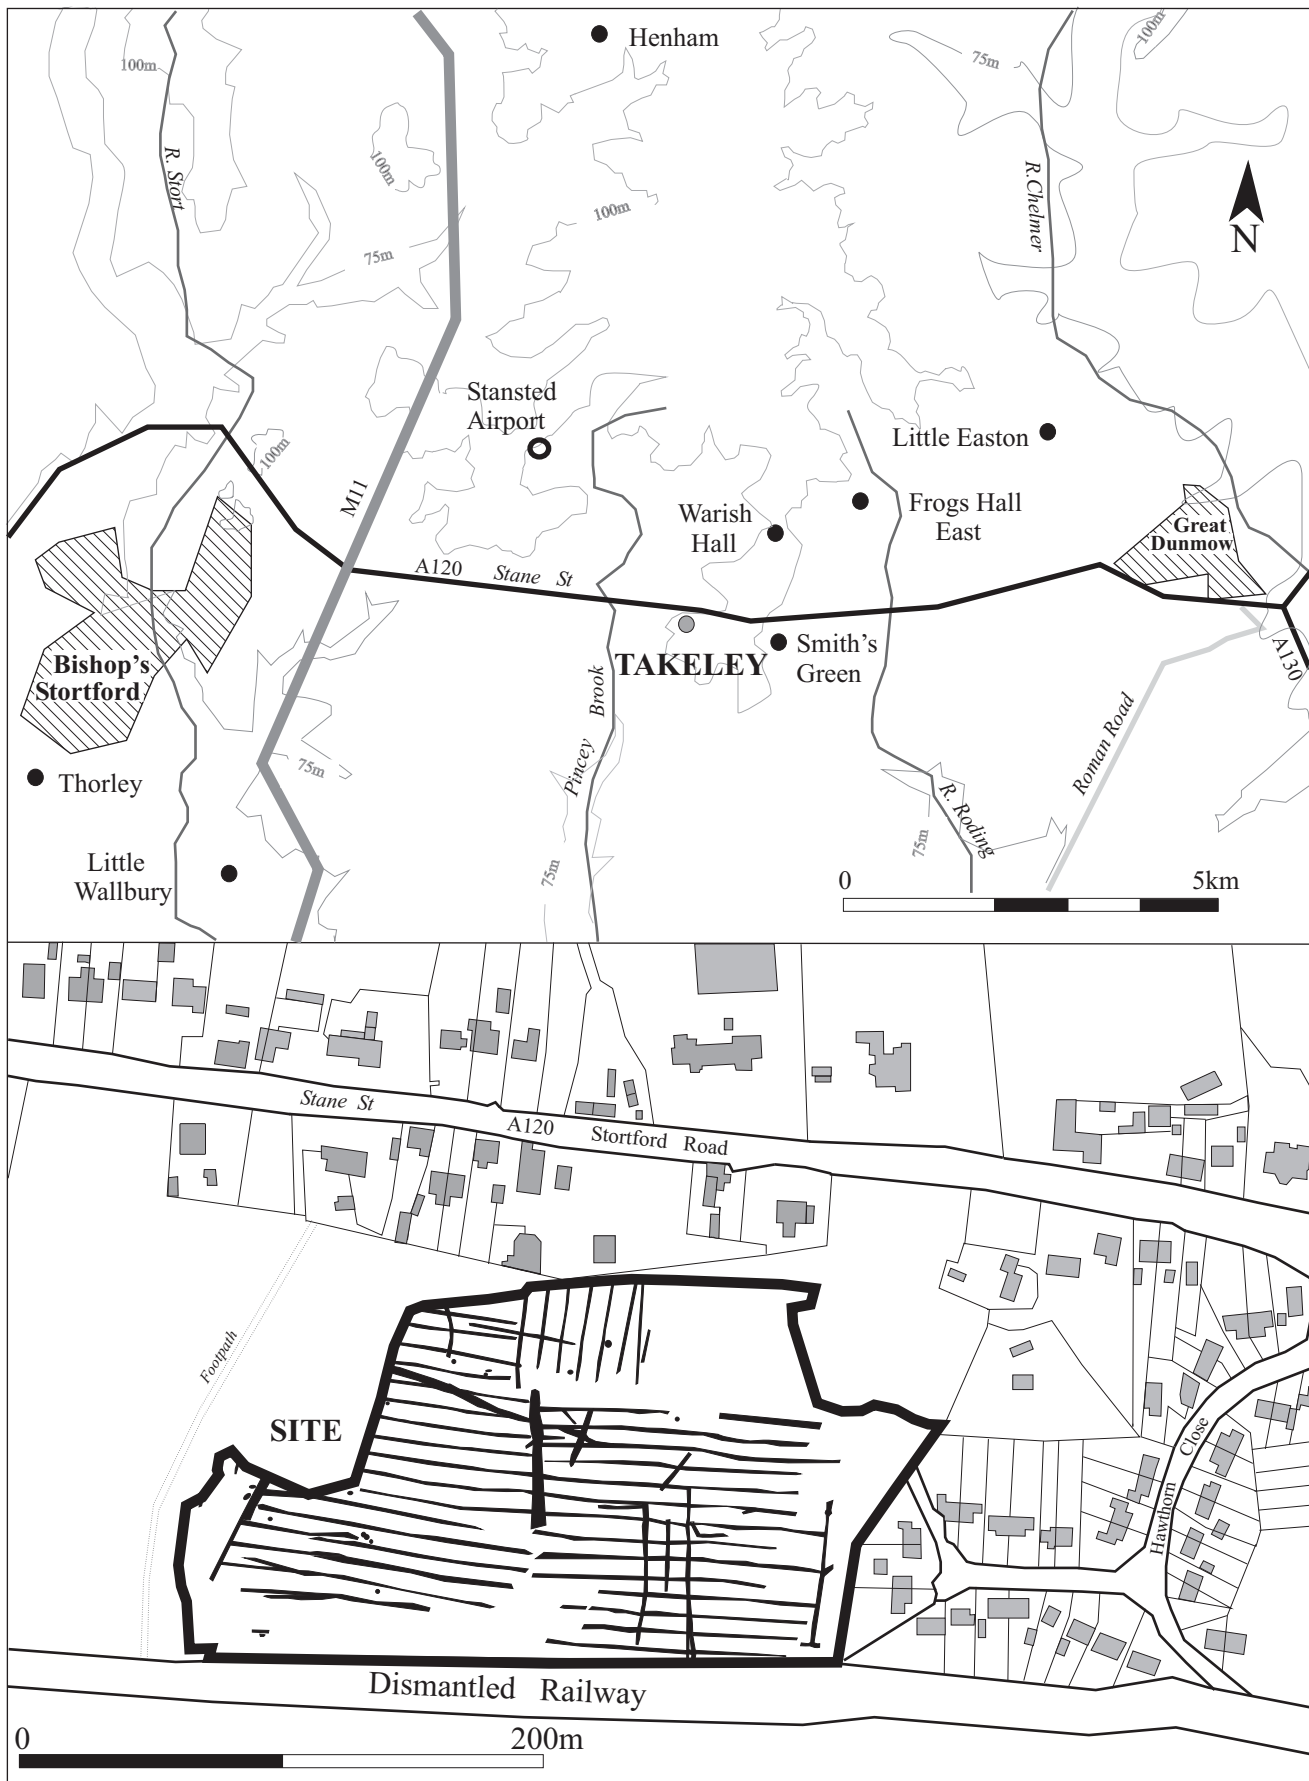 Henham
100m
75m
100m
R. Stort
100m
R.Chelmer
100m
N
75m
Stansted
Airport
Little Easton
100m
M11
Warish
Hall
Frogs Hall
East
Great
Dunmow
A120 Stane St
Smith's
Green
TAKELEY
Bishop's
Stortford
A130
Pincey Brook
Roman Road
75m
Thorley
R. Roding
75m
75m
Little
Wallbury
0 5km
Stane St
A120 Stortford Road
Footpath
SITE
Hawthorn Close
Dismantled Railway
0 200m